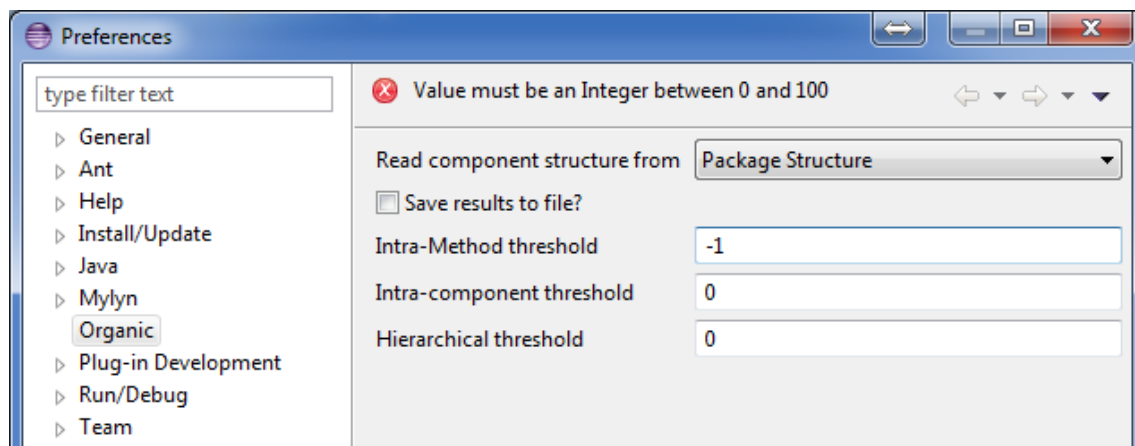 Preferences
type filter text
General
Ant
Help
Install/Update
Java
Mylyn
Organic
Plug-in Development
Run/Debug
Team
Value must be an Integer between 0 and 100
Read component structure from Package Structure
Save results to file?
Intra-Method threshold -1
Intra-component threshold 0
Hierarchical threshold 0